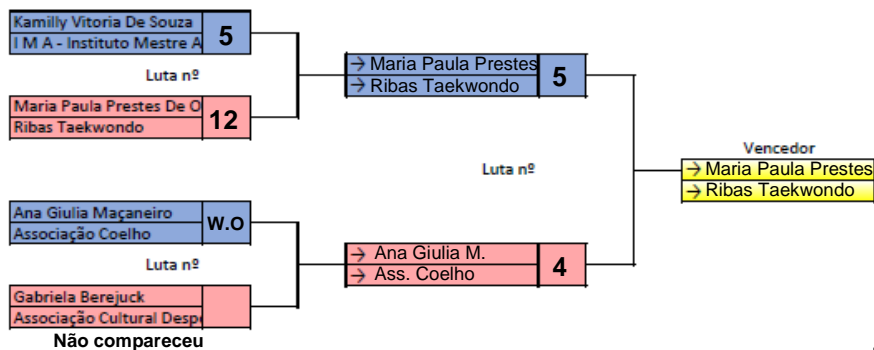 Kamilly Vitoria De Souza
I M A - Instituto Mestre A
5
Luta nº
Maria Paula Prestes De O
Ribas Taekwondo
12
→ Maria Paula Prestes
→ Ribas Taekwondo
5
Luta nº
Vencedor
→ Maria Paula Prestes
→ Ribas Taekwondo
Ana Giulia Maçaneiro
Associação Coelho
W.O
Luta nº
→ Ana Giulia M.
→ Ass. Coelho
4
Gabriela Berejuck
Associação Cultural Despo
Não compareceu